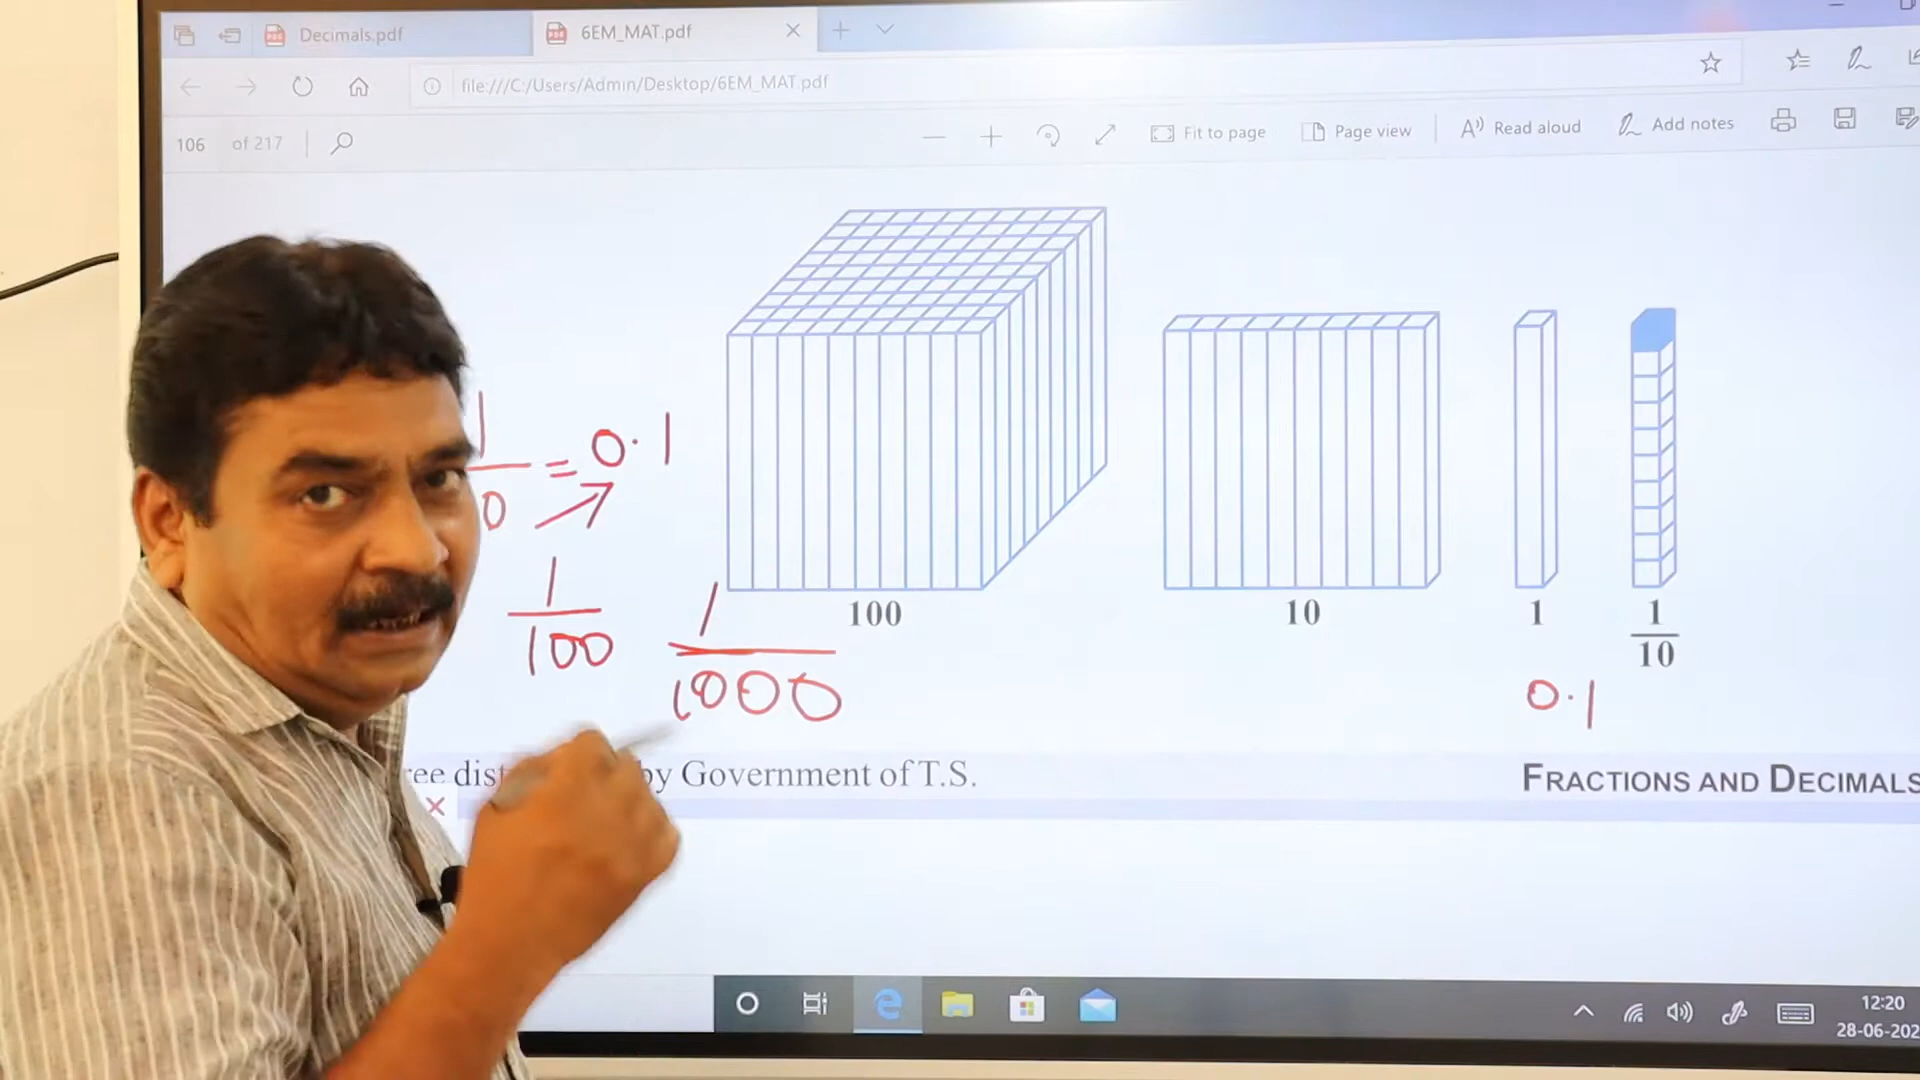 Decimals.pdf
6EM_MAT.pdf
file:///C:/Users/Admin/Desktop/6EM_MAT.pdf
106 of 217
Fit to page
Page view
Read aloud
Add notes
1
0 = 0.1
1
100
1
1000
100
10
1
1
10
0.1
by Government of T.S.
FRACTIONS AND DECIMALS
12:20
28-06-202